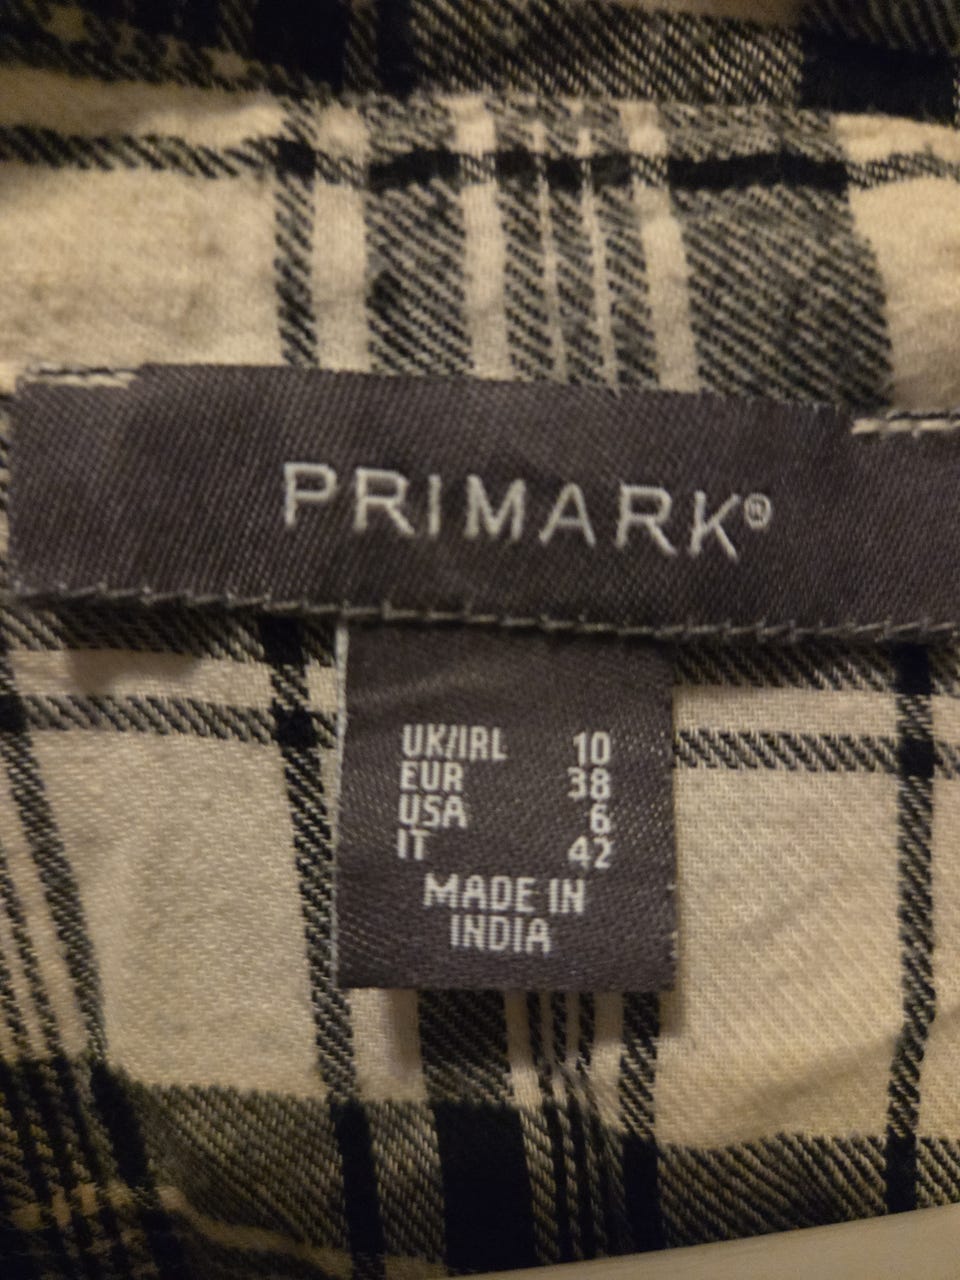 PRIMARK®
UK/IRL 10
EUR 38
USA 6
IT 42
MADE IN
INDIA